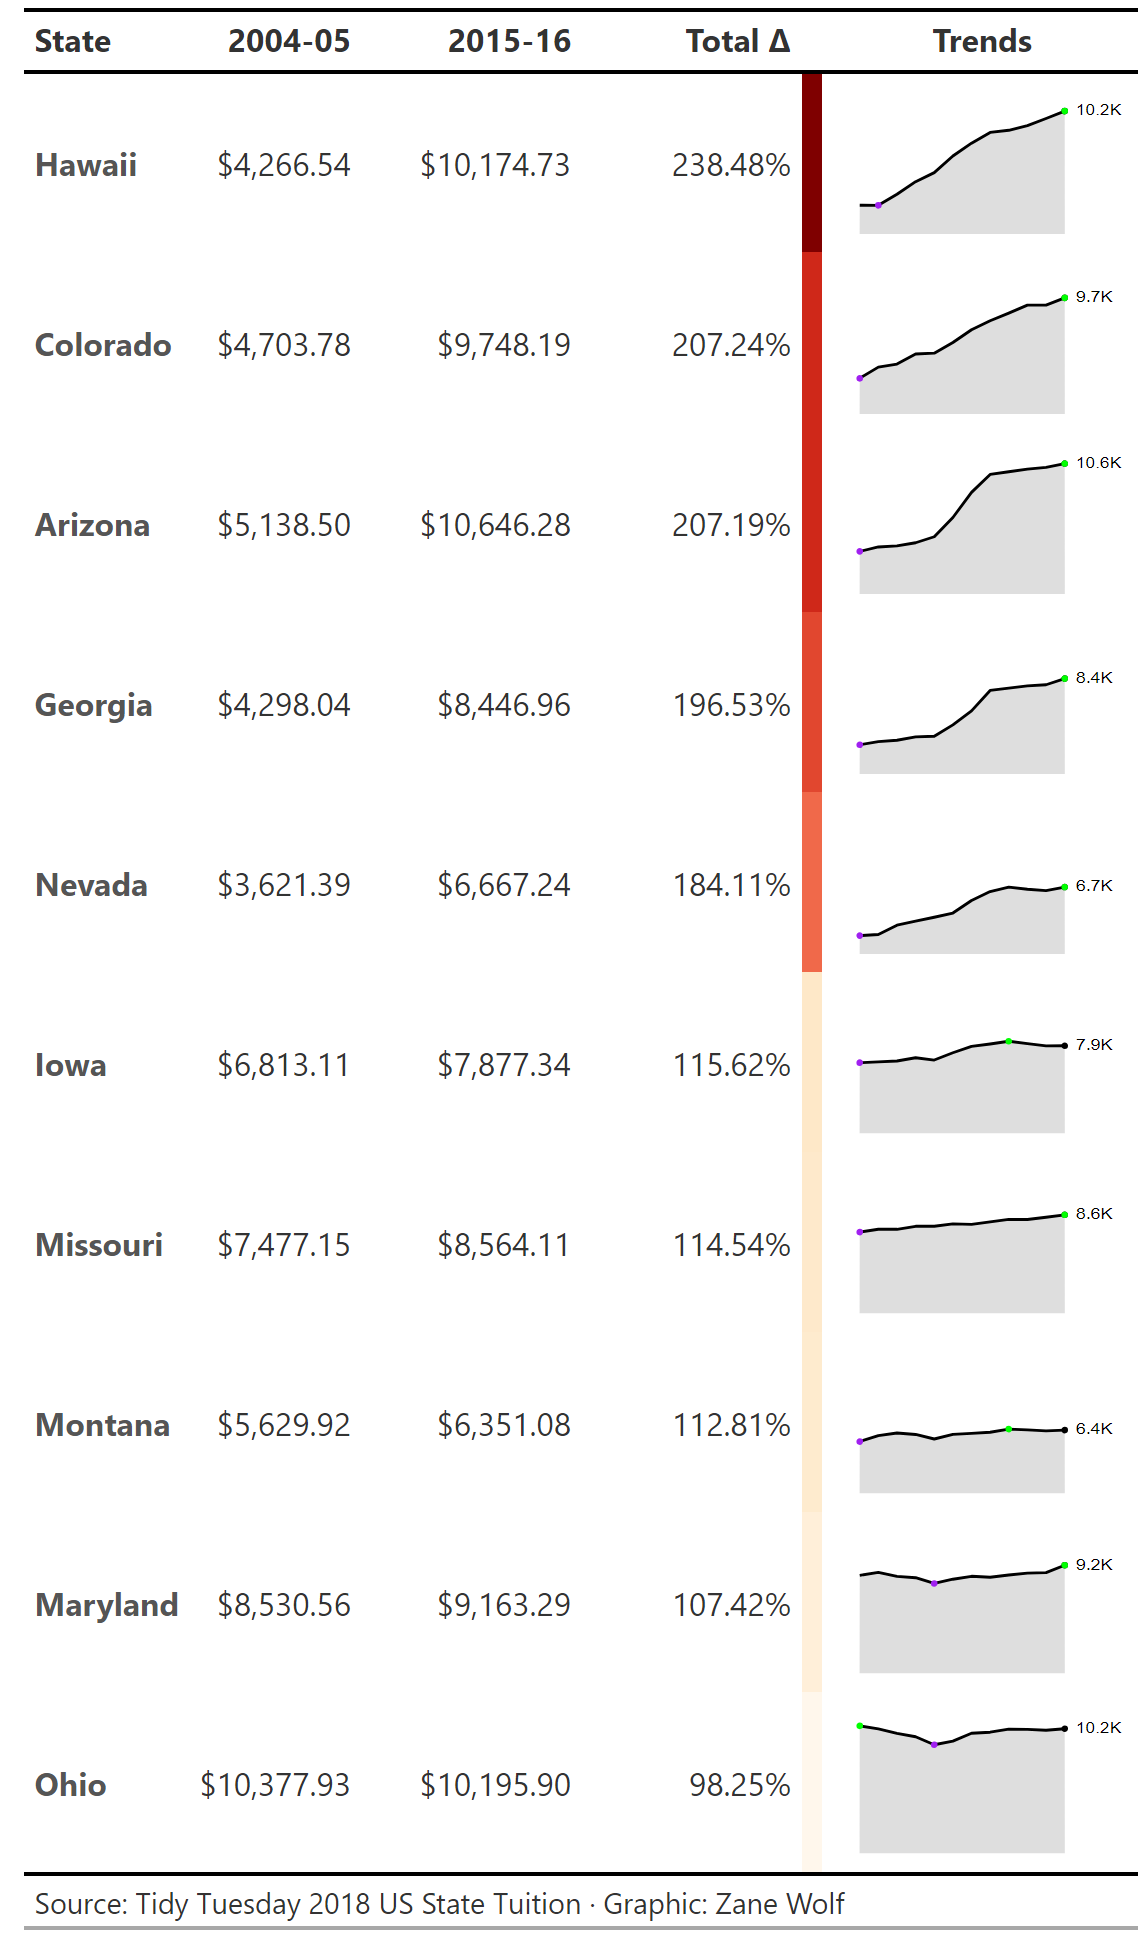 State 2004-05 2015-16 Total Δ Trends
Hawaii $4,266.54 $10,174.73 238.48% 10.2K
Colorado $4,703.78 $9,748.19 207.24% 9.7K
Arizona $5,138.50 $10,646.28 207.19% 10.6K
Georgia $4,298.04 $8,446.96 196.53% 8.4K
Nevada $3,621.39 $6,667.24 184.11% 6.7K
Iowa $6,813.11 $7,877.34 115.62% 7.9K
Missouri $7,477.15 $8,564.11 114.54% 8.6K
Montana $5,629.92 $6,351.08 112.81% 6.4K
Maryland $8,530.56 $9,163.29 107.42% 9.2K
Ohio $10,377.93 $10,195.90 98.25% 10.2K
Source: Tidy Tuesday 2018 US State Tuition · Graphic: Zane Wolf